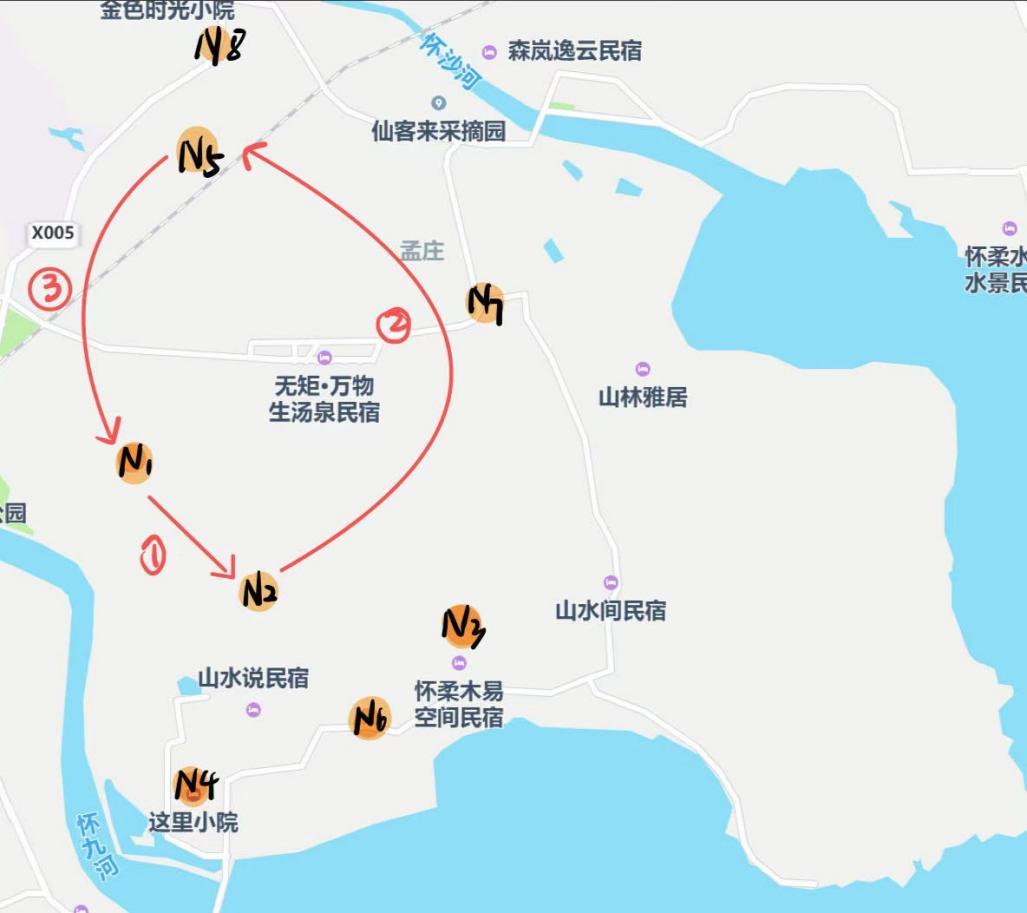 金色时光小院
N8
怀沙河
森岚逸云民宿
仙客来采摘园
N5
X005
孟庄
怀柔水
水景民
③
②
N7
无矩•万物
生汤泉民宿
山林雅居
N1
公园
①
N2
N3
山水间民宿
山水说民宿
怀柔木易
空间民宿
N6
N4
这里小院
怀九河